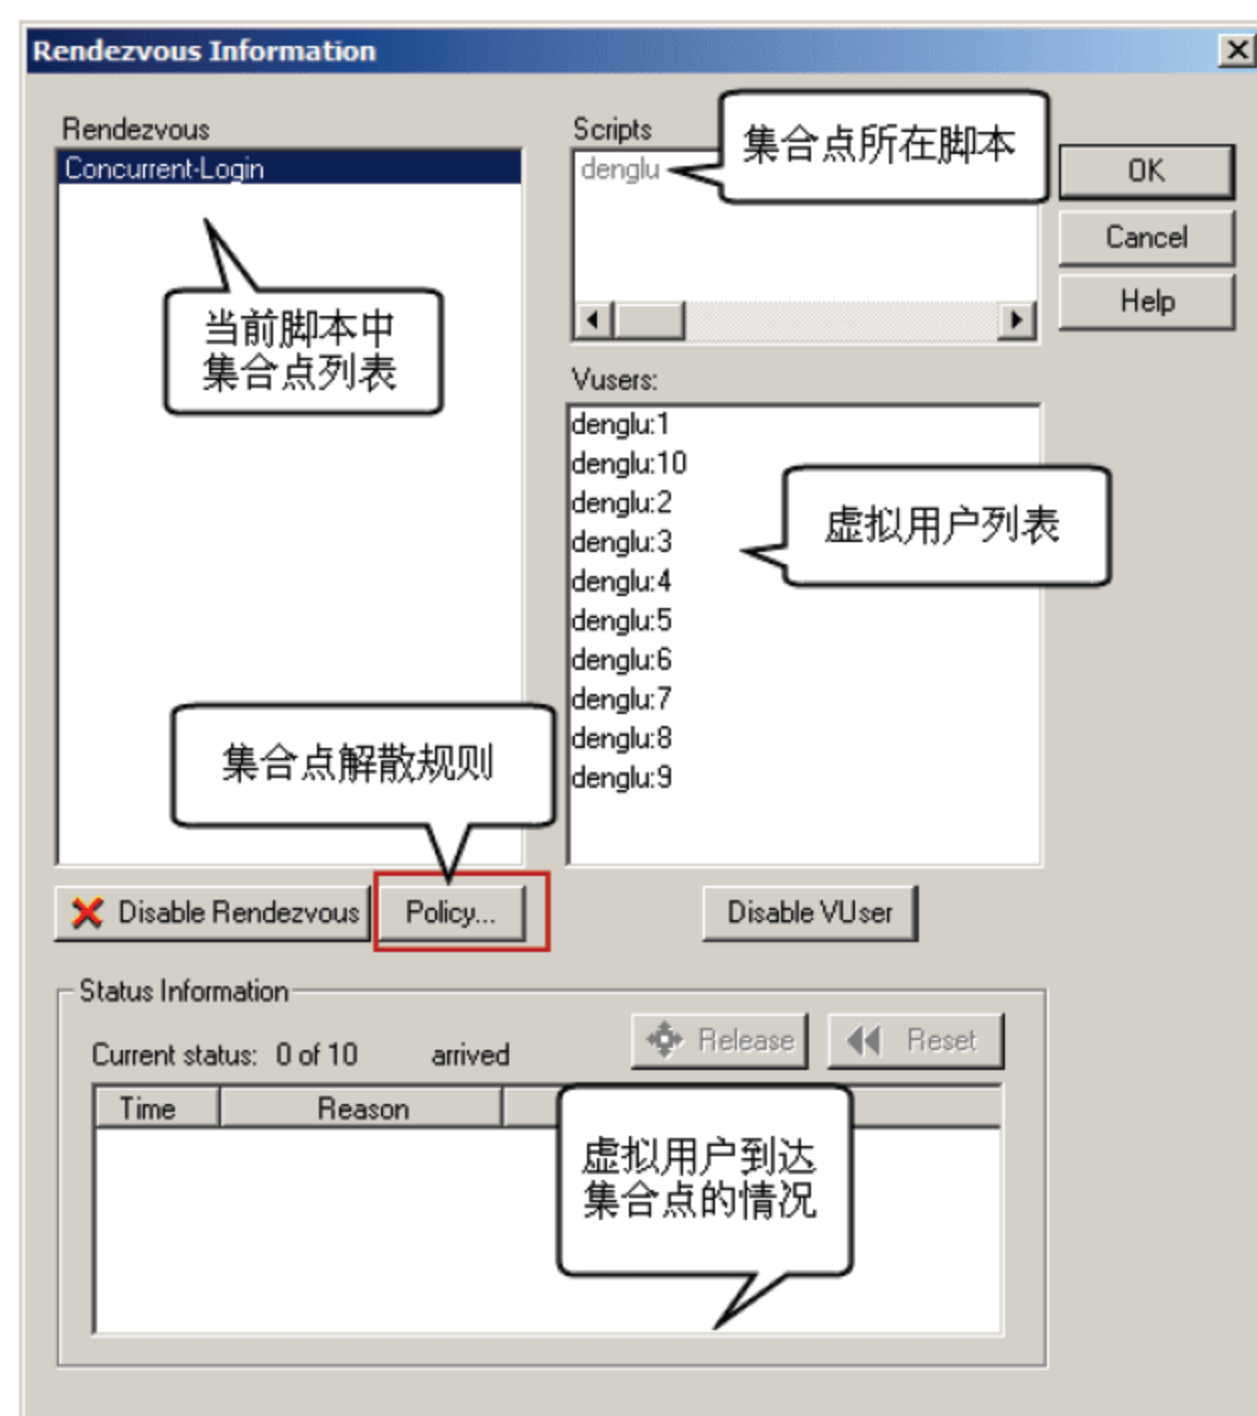 Rendezvous Information
Rendezvous
Concurrent-Login
当前脚本中
集合点列表
Scripts
denglu
集合点所在脚本
OK
Cancel
Help
Vusers:
denglu:1
denglu:10
denglu:2
denglu:3
denglu:4
denglu:5
denglu:6
denglu:7
denglu:8
denglu:9
虚拟用户列表
集合点解散规则
Disable Rendezvous
Policy...
Disable VUser
Status Information
Current status: 0 of 10 arrived
Release
Reset
Time
Reason
虚拟用户到达
集合点的情况